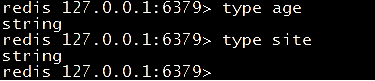 redis 127.0.0.1:6379> type age
string
redis 127.0.0.1:6379> type site
string
redis 127.0.0.1:6379>